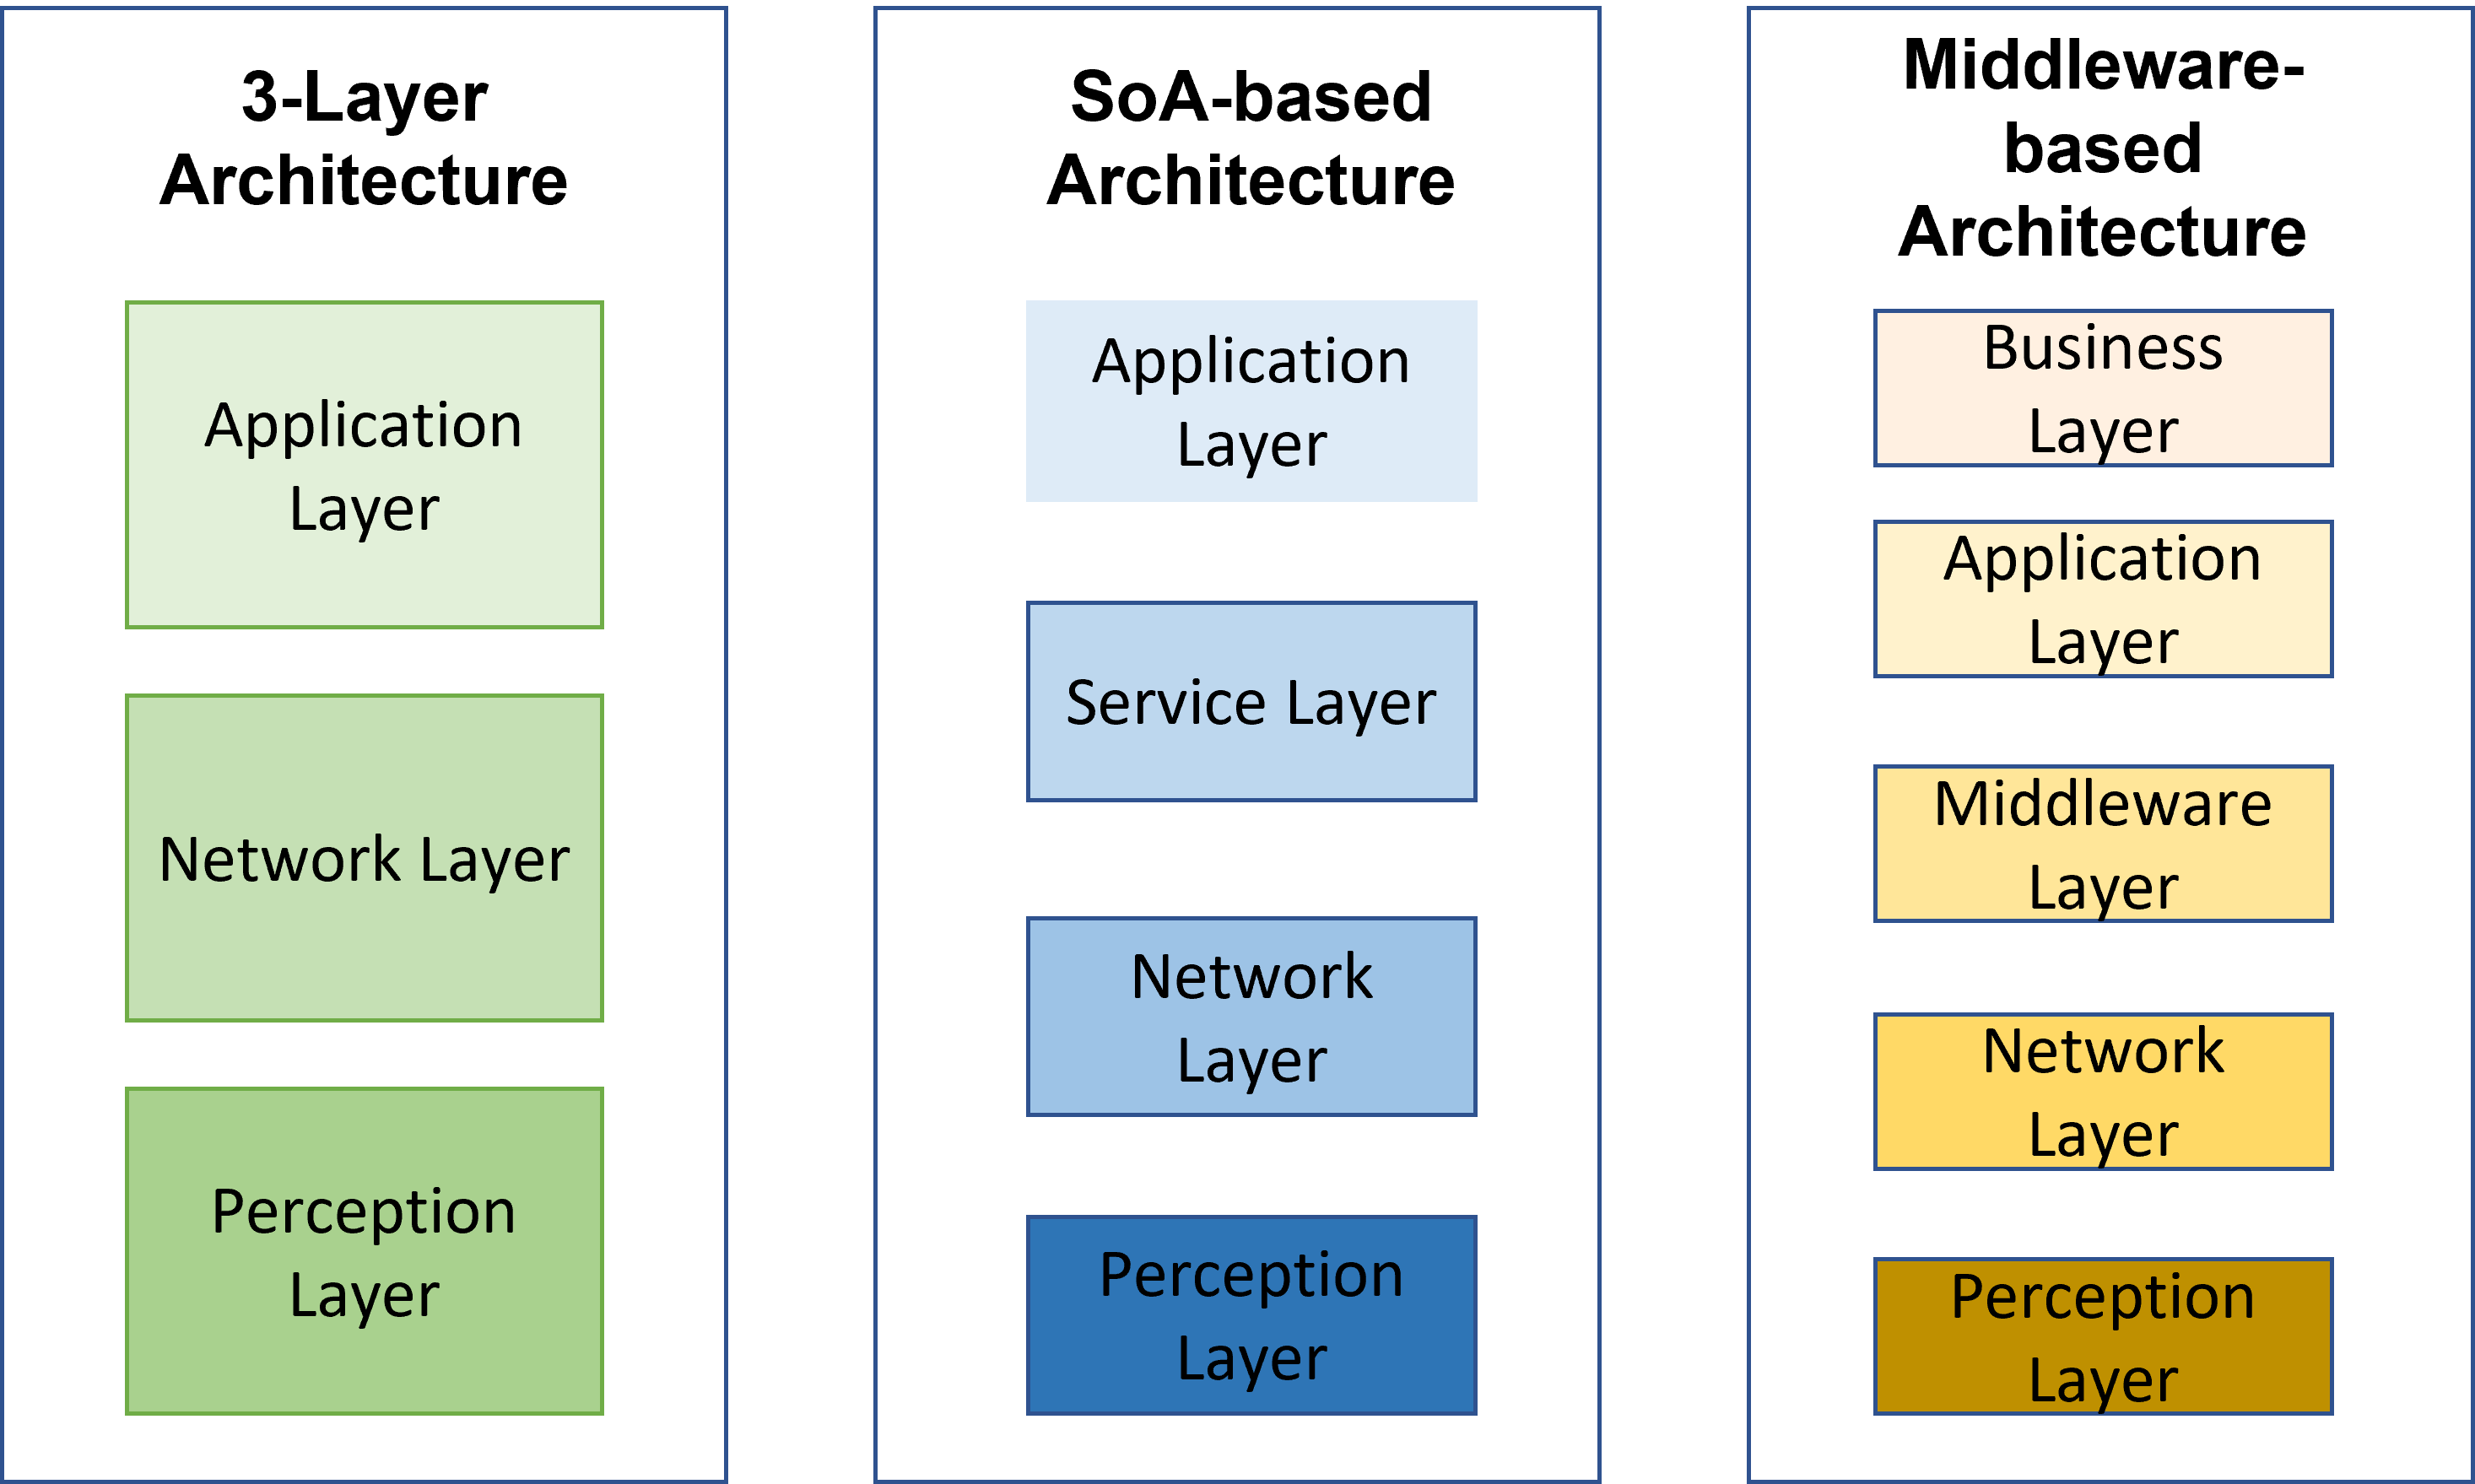 3-Layer
Architecture
Application
Layer
Network Layer
Perception
Layer
SoA-based
Architecture
Application
Layer
Service Layer
Network
Layer
Perception
Layer
Middleware-
based
Architecture
Business
Layer
Application
Layer
Middleware
Layer
Network
Layer
Perception
Layer